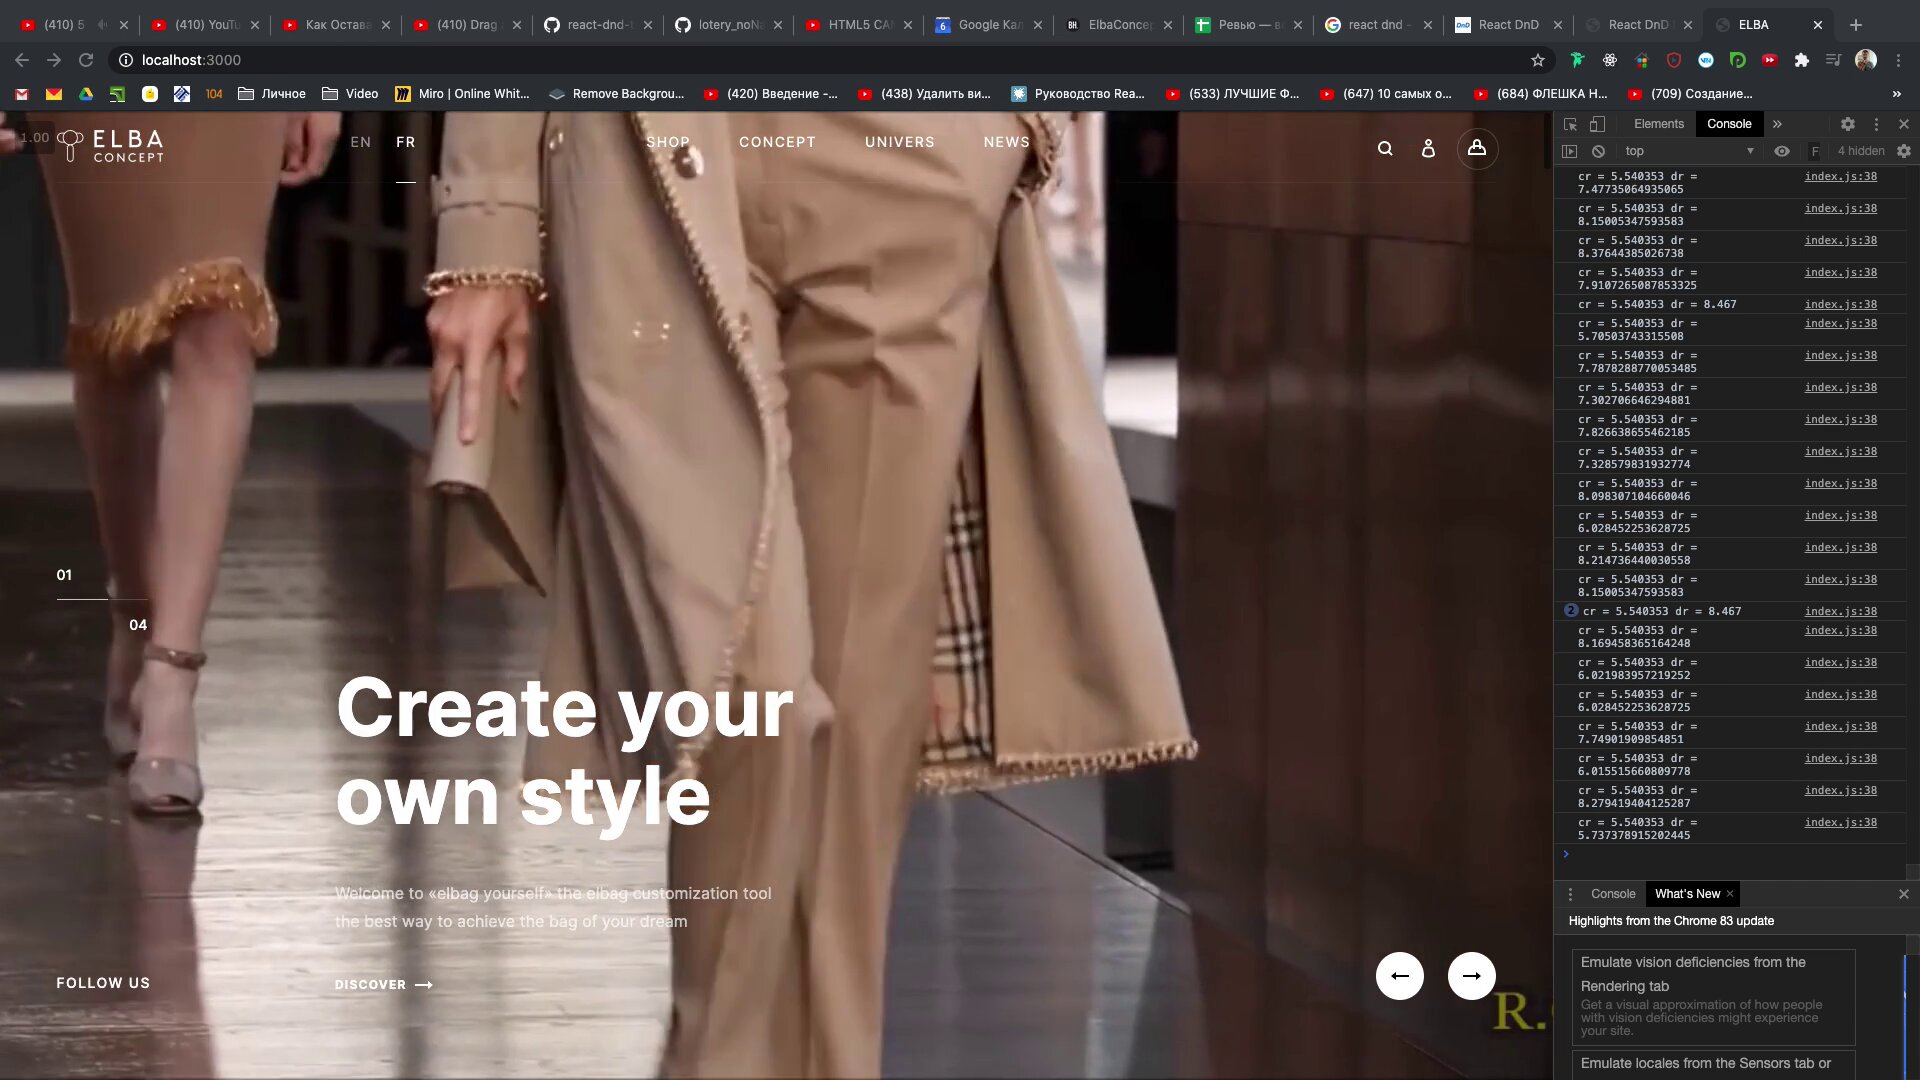 (410) 5
(410) YouTu
Как Остава
(410) Drag
react-dnd-t
lotery_noNa
HTML5 CAN
Google Кал
ElbaConcep
Ревью — в
react dnd -
React DnD
React DnD
ELBA
localhost:3000
104
Личное
Video
Miro | Online Whit...
Remove Backgrou...
(420) Введение -...
(438) Удалить ви...
Руководство Rea...
(533) ЛУЧШИЕ Ф...
(647) 10 самых о...
(684) ФЛЕШКА Н...
(709) Создание...
»
1.00
ELBA
CONCEPT
EN
FR
SHOP
CONCEPT
UNIVERS
NEWS
01
04
Create your
own style
Welcome to «elbag yourself» the elbag customization tool
the best way to achieve the bag of your dream
FOLLOW US
DISCOVER
R.
Elements
Console
»
top
F
4 hidden
cr = 5.540353 dr =
7.47735064935065
index.js:38
cr = 5.540353 dr =
8.15005347593583
index.js:38
cr = 5.540353 dr =
8.37644385026738
index.js:38
cr = 5.540353 dr =
7.9107265087853325
index.js:38
cr = 5.540353 dr = 8.467
index.js:38
cr = 5.540353 dr =
5.70503743315508
index.js:38
cr = 5.540353 dr =
7.7878288770053485
index.js:38
cr = 5.540353 dr =
7.302706646294881
index.js:38
cr = 5.540353 dr =
7.826638655462185
index.js:38
cr = 5.540353 dr =
7.328579831932774
index.js:38
cr = 5.540353 dr =
8.098307104660046
index.js:38
cr = 5.540353 dr =
6.028452253628725
index.js:38
cr = 5.540353 dr =
8.214736440030558
index.js:38
cr = 5.540353 dr =
8.15005347593583
index.js:38
2 cr = 5.540353 dr = 8.467
index.js:38
cr = 5.540353 dr =
8.169458365164248
index.js:38
cr = 5.540353 dr =
6.021983957219252
index.js:38
cr = 5.540353 dr =
6.028452253628725
index.js:38
cr = 5.540353 dr =
7.74901909854851
index.js:38
cr = 5.540353 dr =
6.015515660809778
index.js:38
cr = 5.540353 dr =
8.279419404125287
index.js:38
cr = 5.540353 dr =
5.737378915202445
index.js:38
Console
What's New
Highlights from the Chrome 83 update
Emulate vision deficiencies from the
Rendering tab
Get a visual approximation of how people
with vision deficiencies might experience
your site.
Emulate locales from the Sensors tab or